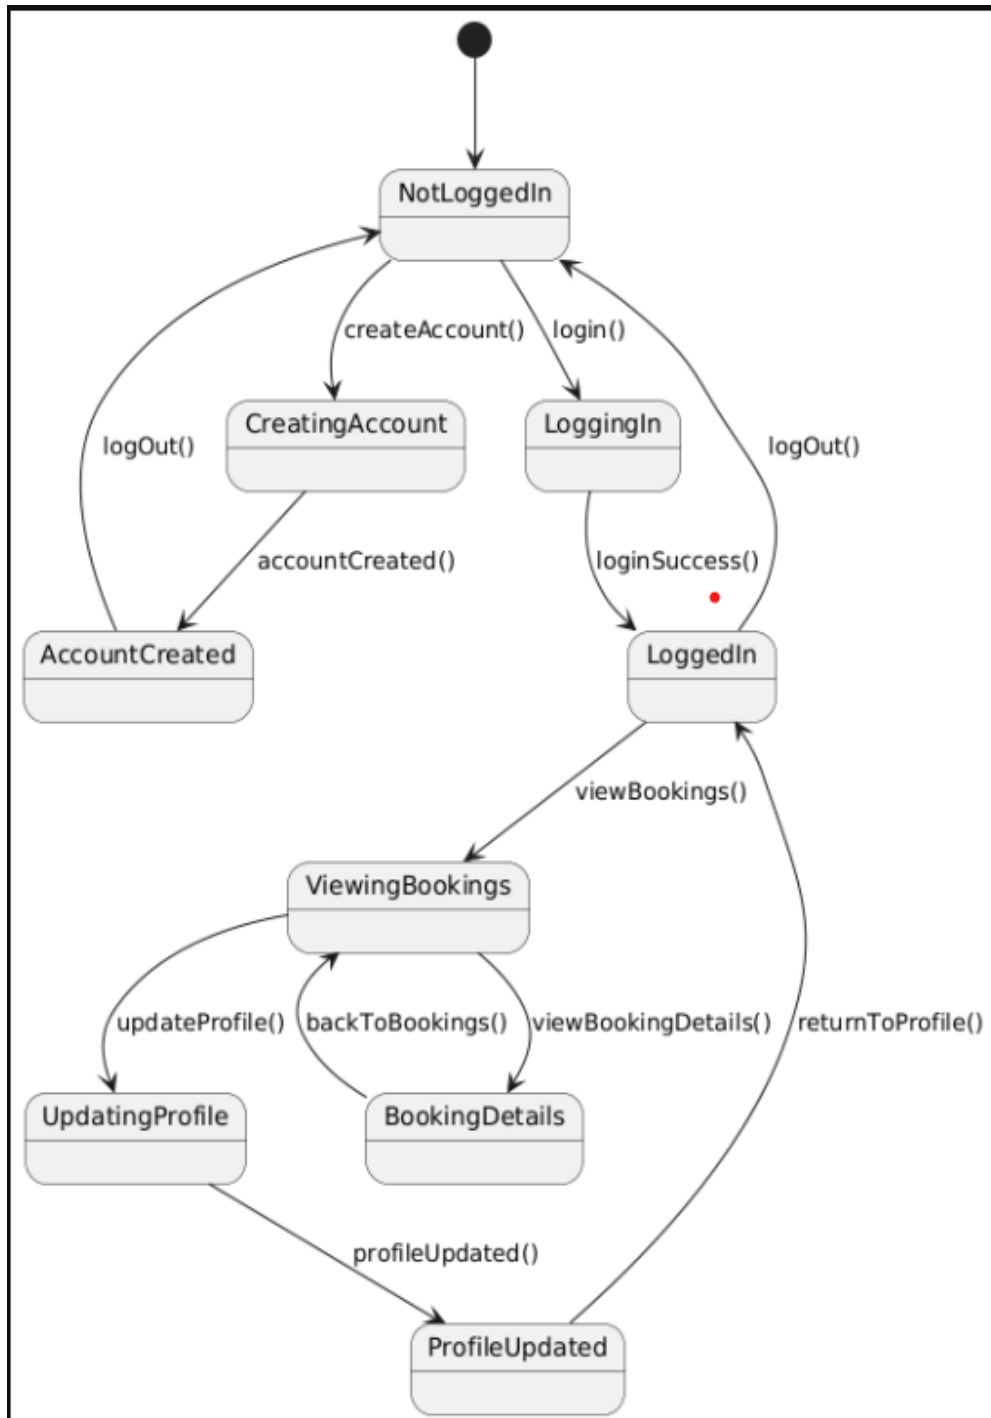 NotLoggedIn
createAccount()
login()
CreatingAccount
LoggingIn
logOut()
logOut()
accountCreated()
loginSuccess()
AccountCreated
LoggedIn
viewBookings()
ViewingBookings
updateProfile()
backToBookings()
viewBookingDetails()
returnToProfile()
UpdatingProfile
BookingDetails
profileUpdated()
ProfileUpdated